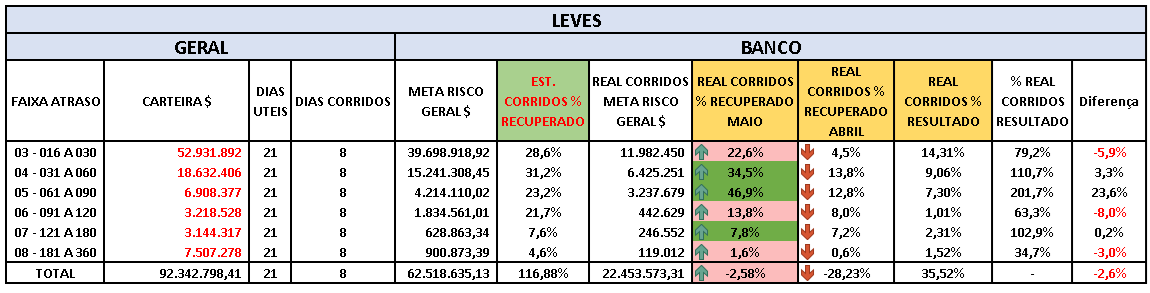 LEVES
GERAL BANCO
FAIXA ATRASO CARTEIRA $ DIAS UTEIS DIAS CORRIDOS META RISCO GERAL $ EST. CORRIDOS % RECUPERADO REAL CORRIDOS META RISCO GERAL $ REAL CORRIDOS % RECUPERADO MAIO REAL CORRIDOS % RECUPERADO ABRIL REAL CORRIDOS % RESULTADO % REAL CORRIDOS RESULTADO Diferença
03 - 016 A 030 52.931.892 21 8 39.698.918,92 28,6% 11.982.450 22,6% 4,5% 14,31% 79,2% -5,9%
04 - 031 A 060 18.632.406 21 8 15.241.308,45 31,2% 6.425.251 34,5% 13,8% 9,06% 110,7% 3,3%
05 - 061 A 090 6.908.377 21 8 4.214.110,02 23,2% 3.237.679 46,9% 12,8% 7,30% 201,7% 23,6%
06 - 091 A 120 3.218.528 21 8 1.834.561,01 21,7% 442.629 13,8% 8,0% 1,01% 63,3% -8,0%
07 - 121 A 180 3.144.317 21 8 628.863,34 7,6% 246.552 7,8% 7,2% 2,31% 102,9% 0,2%
08 - 181 A 360 7.507.278 21 8 900.873,39 4,6% 119.012 1,6% 0,6% 1,52% 34,7% -3,0%
TOTAL 92.342.798,41 21 8 62.518.635,13 116,88% 22.453.573,31 -2,58% -28,23% 35,52% - -2,6%